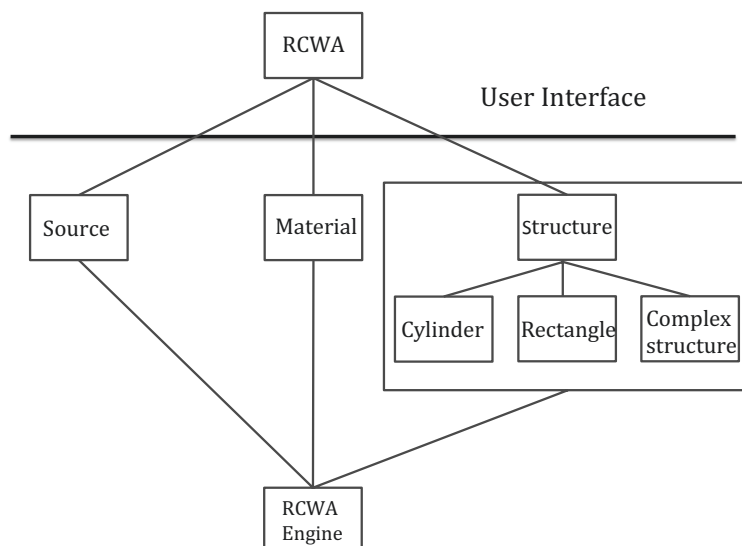 RCWA
User Interface
Source
Material
Structure
Cylinder
Rectangle
Complex
structure
RCWA
Engine